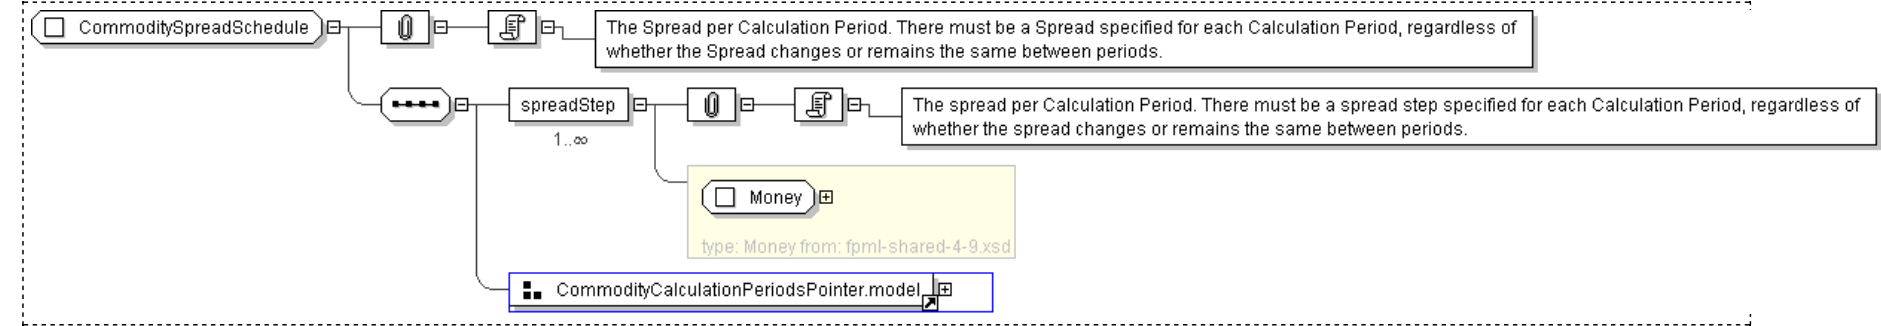 CommoditySpreadSchedule
The Spread per Calculation Period. There must be a Spread specified for each Calculation Period, regardless of
whether the Spread changes or remains the same between periods.
spreadStep
1..∞
The spread per Calculation Period. There must be a spread step specified for each Calculation Period, regardless of
whether the spread changes or remains the same between periods.
Money
type: Money from: fpml-shared-4-9.xsd
CommodityCalculationPeriodsPointer.model